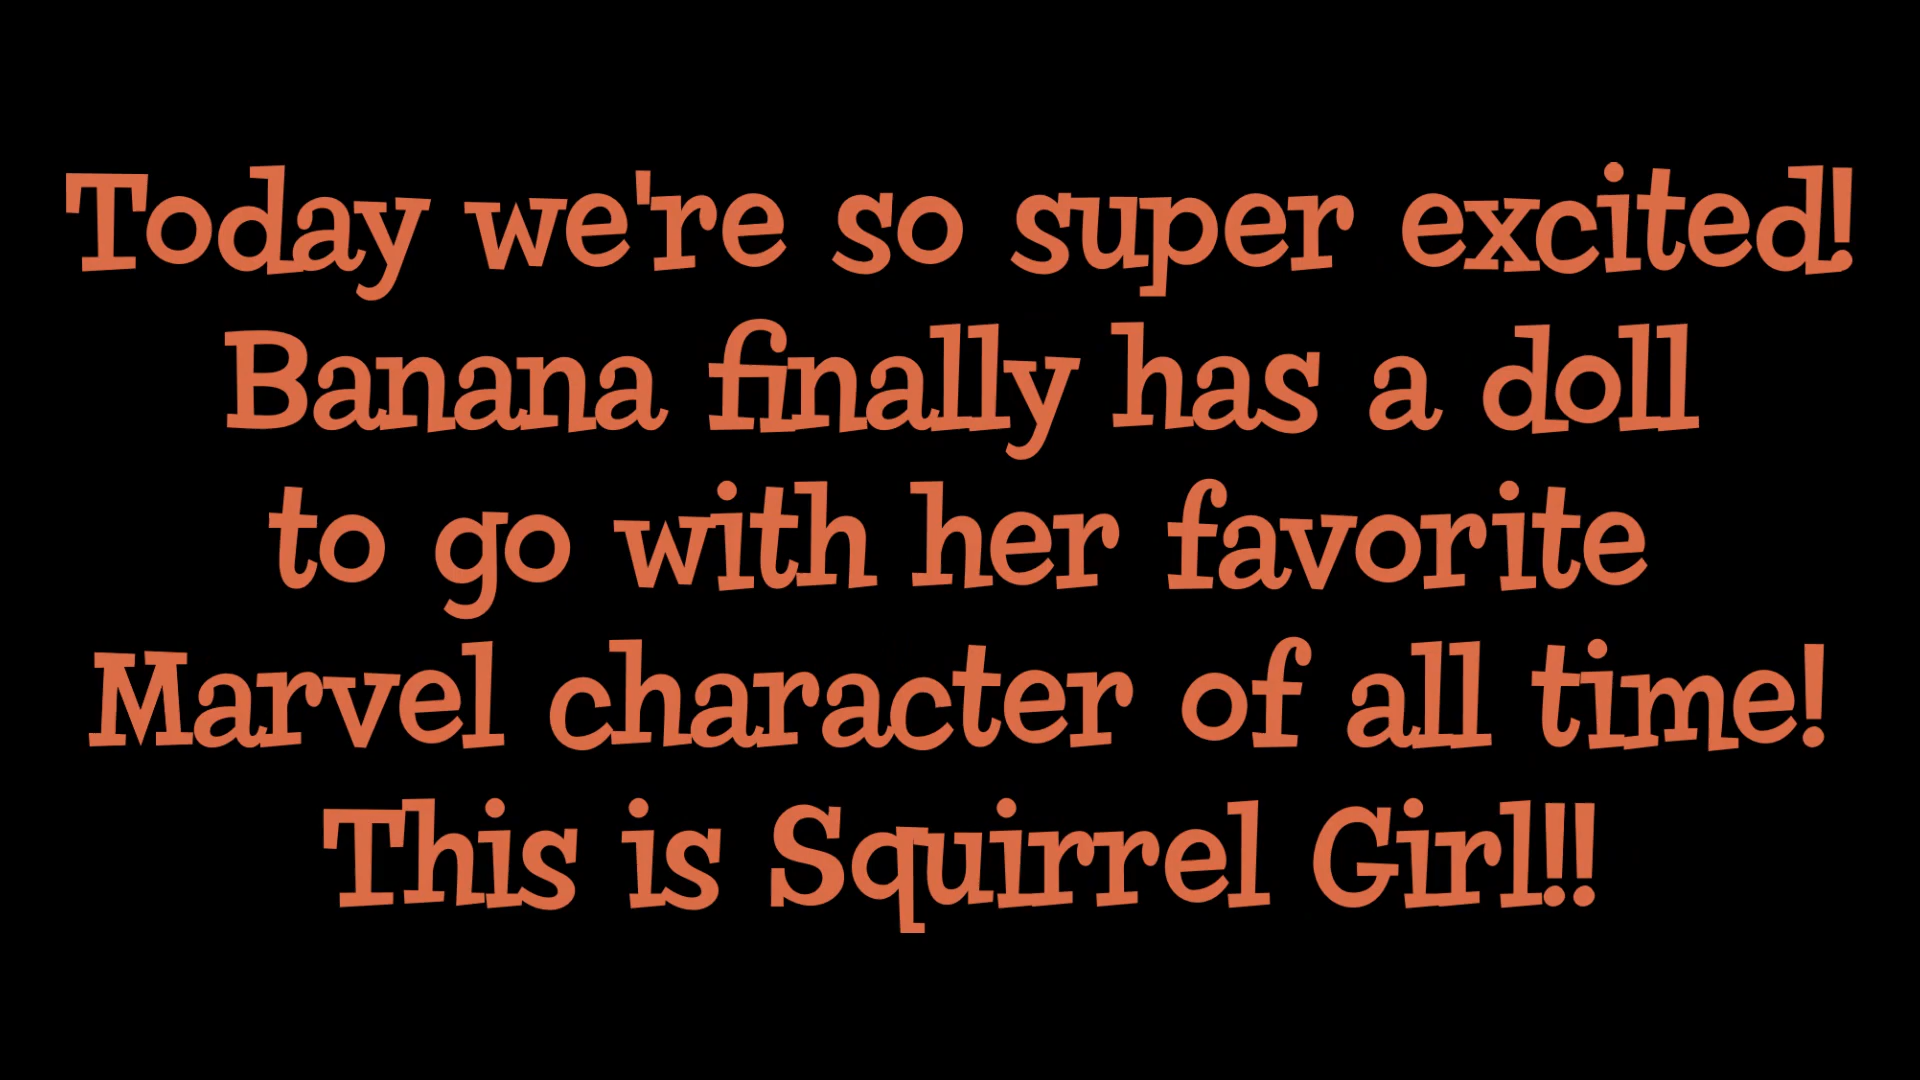 Today we're so super excited!
Banana finally has a doll
to go with her favorite
Marvel character of all time!
This is Squirrel Girl!!